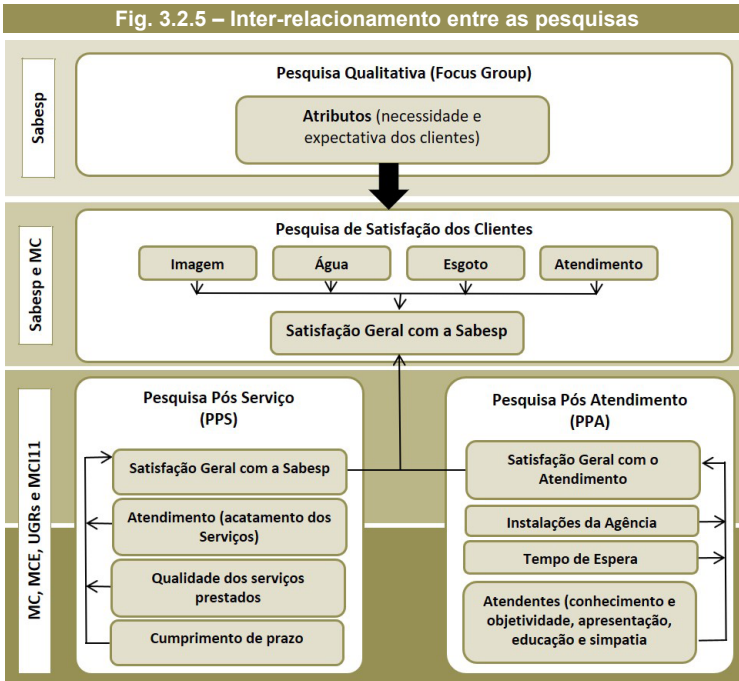 Fig. 3.2.5 – Inter-relacionamento entre as pesquisas
Sabesp
Pesquisa Qualitativa (Focus Group)
Atributos (necessidade e
expectativa dos clientes)
Sabesp e MC
Pesquisa de Satisfação dos Clientes
Imagem
Água
Esgoto
Atendimento
Satisfação Geral com a Sabesp
MC, MCE, UGRs e MCI11
Pesquisa Pós Serviço
(PPS)
Satisfação Geral com a Sabesp
Atendimento (acatamento dos
Serviços)
Qualidade dos serviços
prestados
Cumprimento de prazo
Pesquisa Pós Atendimento
(PPA)
Satisfação Geral com o
Atendimento
Instalações da Agência
Tempo de Espera
Atendentes (conhecimento e
objetividade, apresentação,
educação e simpatia